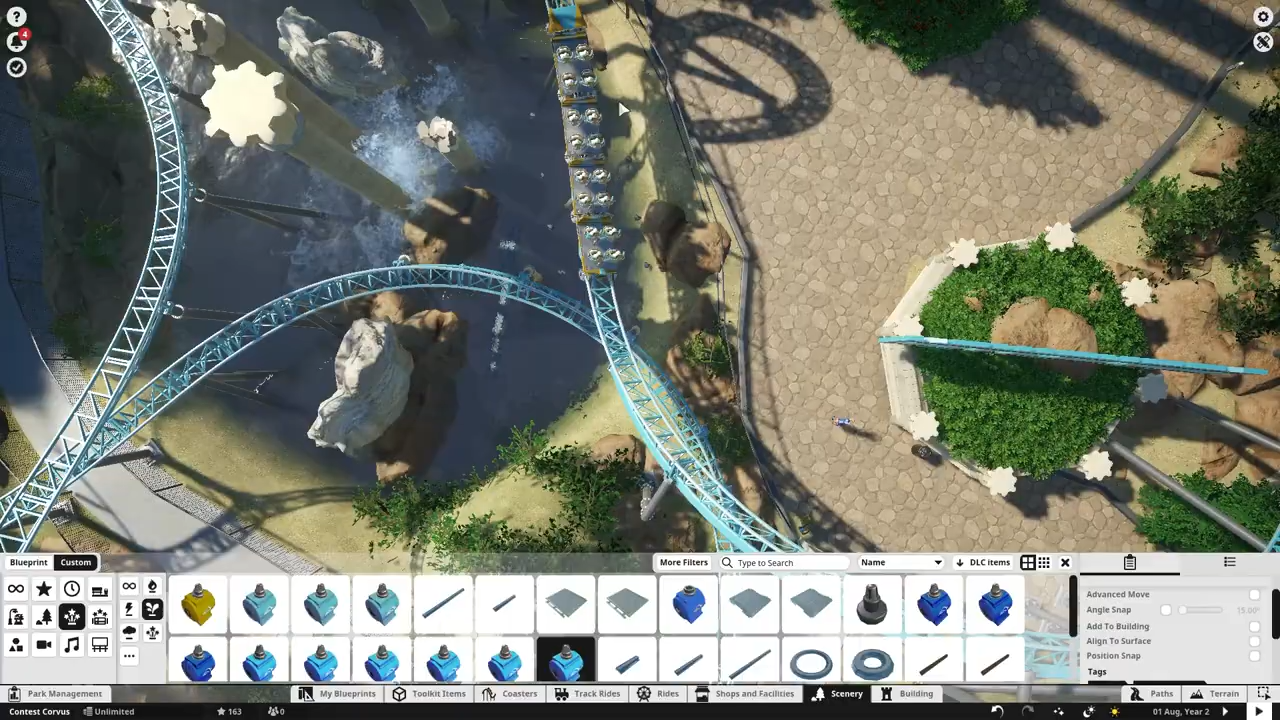 ?
4
Blueprint Custom More Filters Type to Search Name DLC items
Advanced Move
Angle Snap 15.00°
Add To Building
Align To Surface
Position Snap
Tags
Park Management My Blueprints Toolkit Items Coasters Track Rides Rides Shops and Facilities Scenery Building Paths Terrain
Contest Corvus Unlimited 163 0 01 Aug, Year 2